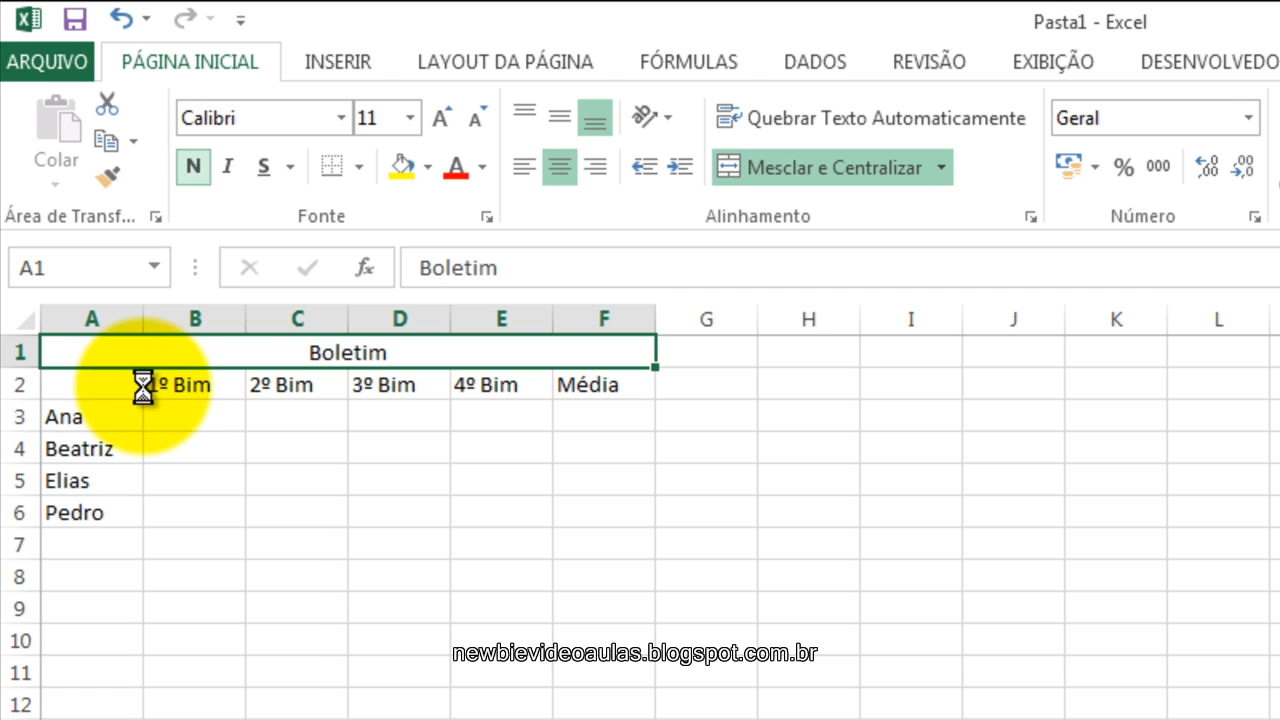 Pasta1 - Excel
ARQUIVO PÁGINA INICIAL INSERIR LAYOUT DA PÁGINA FÓRMULAS DADOS REVISÃO EXIBIÇÃO DESENVOLVEDO
Calibri 11 Quebrar Texto Automaticamente Geral
Colar N I S A Mesclar e Centralizar % 000
Área de Transf... Fonte Alinhamento Número
A1 fx Boletim
A B C D E F G H I J K L
1 Boletim
2 1º Bim 2º Bim 3º Bim 4º Bim Média
3 Ana
4 Beatriz
5 Elias
6 Pedro
7
8
9
10
newbievideoaulas.blogspot.com.br
11
12